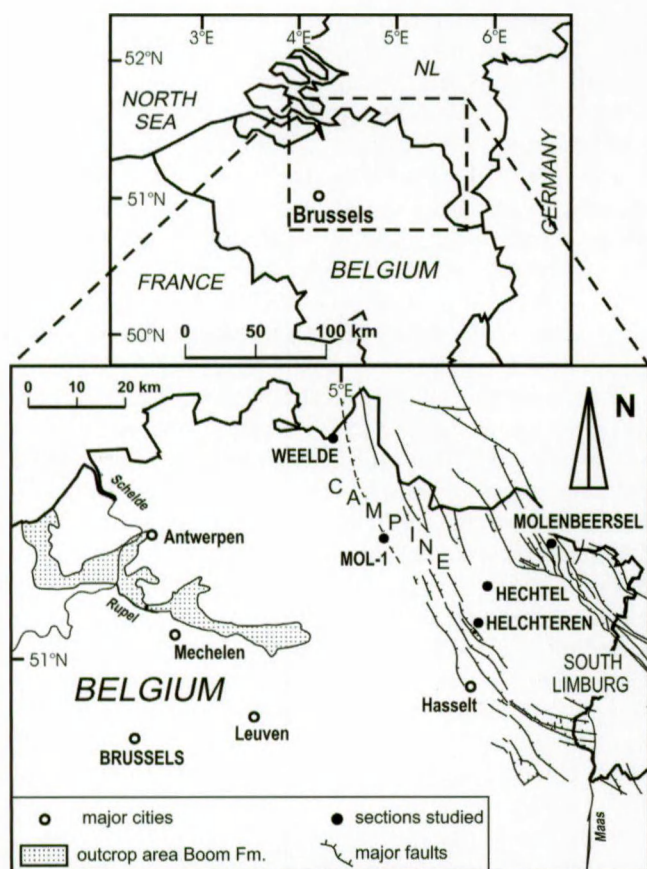 3°E 4°E 5°E 6°E
52°N
NL
NORTH
SEA
GERMANY
51°N
Brussels
BELGIUM
FRANCE
50°N
0 50 100 km
0 10 20 km
5°E
N
WEELDE
Schelde
CAMPINE
MOLENBEERSEL
Antwerpen
MOL-1
HECHTEL
Rupel
HELCHTEREN
Mechelen
51°N
SOUTH
LIMBURG
BELGIUM
Hasselt
Leuven
BRUSSELS
major cities
sections studied
outcrop area Boom Fm.
major faults
Maas